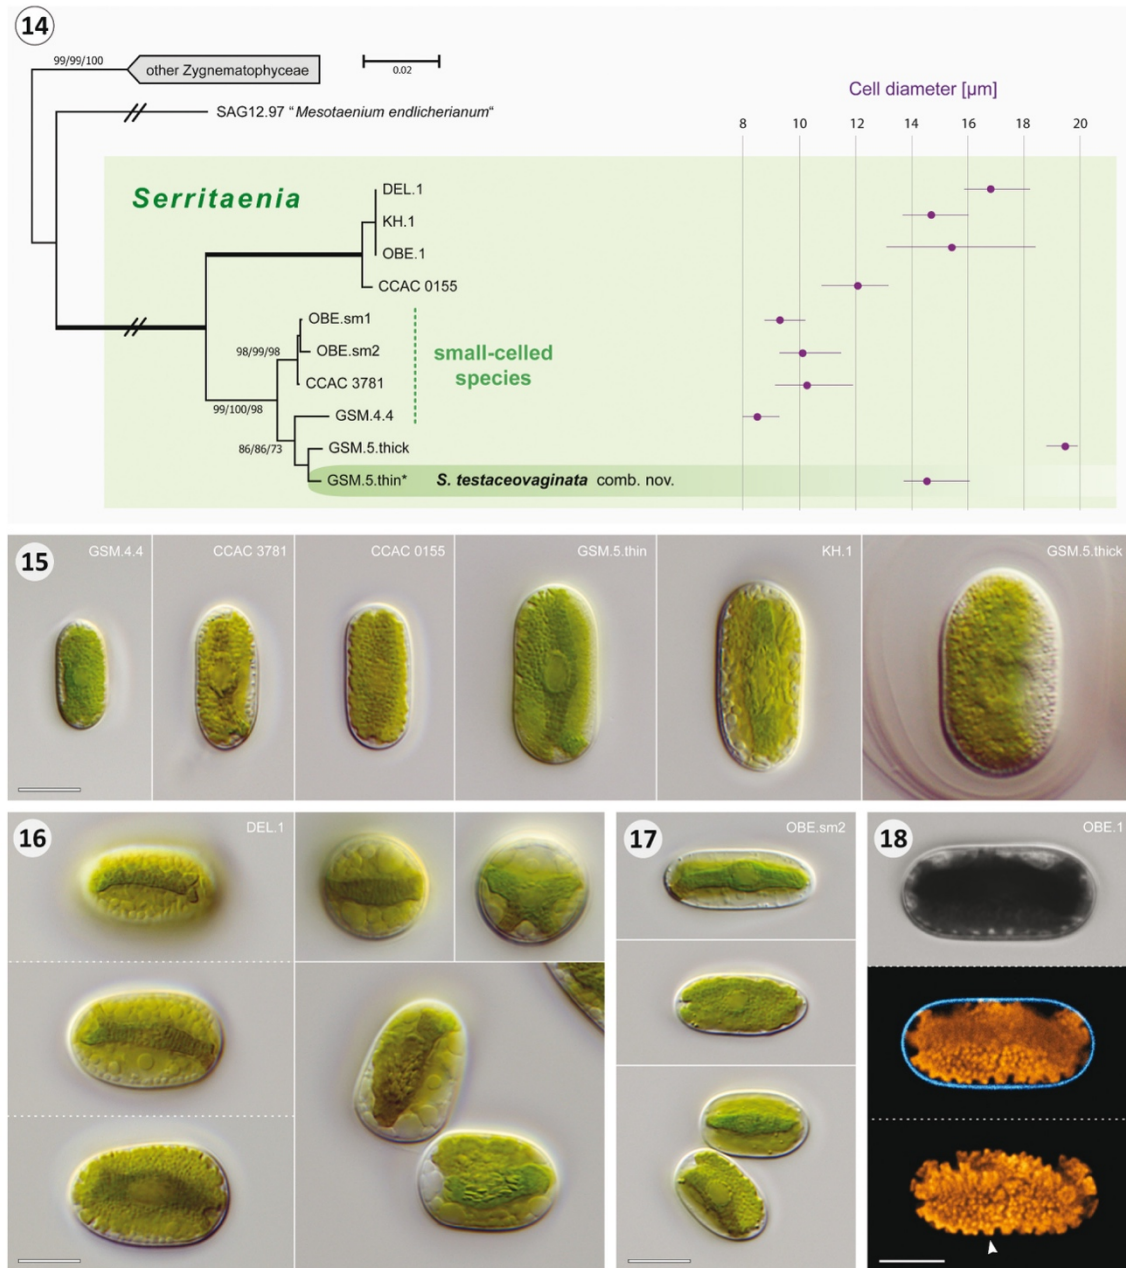 14
99/99/100
other Zygnematophyceae
0.02
SAG12.97 "Mesotaenium endlicherianum"
Cell diameter [µm]
8 10 12 14 16 18 20
Serritaenia
DEL.1
KH.1
OBE.1
CCAC 0155
OBE.sm1
98/99/98
OBE.sm2
small-celled
species
CCAC 3781
99/100/98
GSM.4.4
86/86/73
GSM.5.thick
GSM.5.thin* S. testaceovaginata comb. nov.
15
GSM.4.4
CCAC 3781
CCAC 0155
GSM.5.thin
KH.1
GSM.5.thick
16
DEL.1
17
OBE.sm2
18
OBE.1